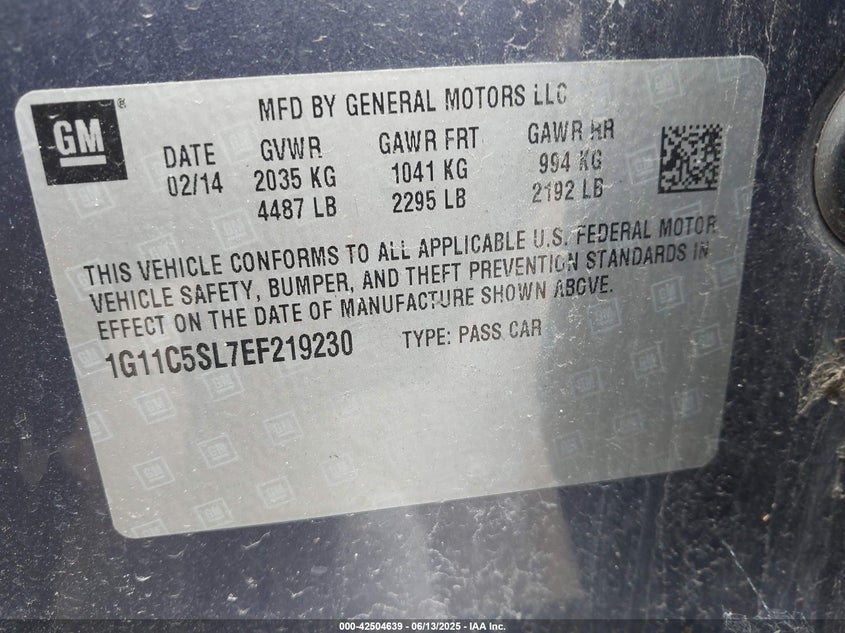 GM®
MFD BY GENERAL MOTORS LLC
DATE GVWR GAWR FRT GAWR RR
02/14 2035 KG 1041 KG 994 KG
4487 LB 2295 LB 2192 LB
THIS VEHICLE CONFORMS TO ALL APPLICABLE U.S. FEDERAL MOTOR
VEHICLE SAFETY, BUMPER, AND THEFT PREVENTION STANDARDS IN
EFFECT ON THE DATE OF MANUFACTURE SHOWN ABOVE.
1G11C5SL7EF219230 TYPE: PASS CAR
000-42504639 - 06/13/2025 - IAA Inc.